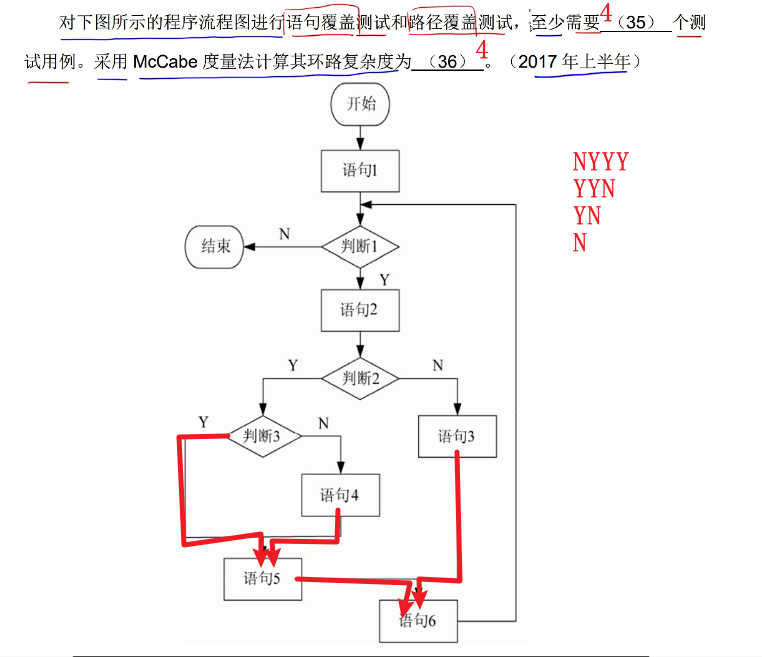 对下图所示的程序流程图进行语句覆盖测试和路径覆盖测试，至少需要4（35） 个测
试用例。采用 McCabe 度量法计算其环路复杂度为 （36） 4。（2017 年上半年）
开始
语句1
NYYY
YYN
YN
N
结束
N
判断1
Y
语句2
Y
判断2
N
Y
判断3
N
语句3
语句4
语句5
语句6